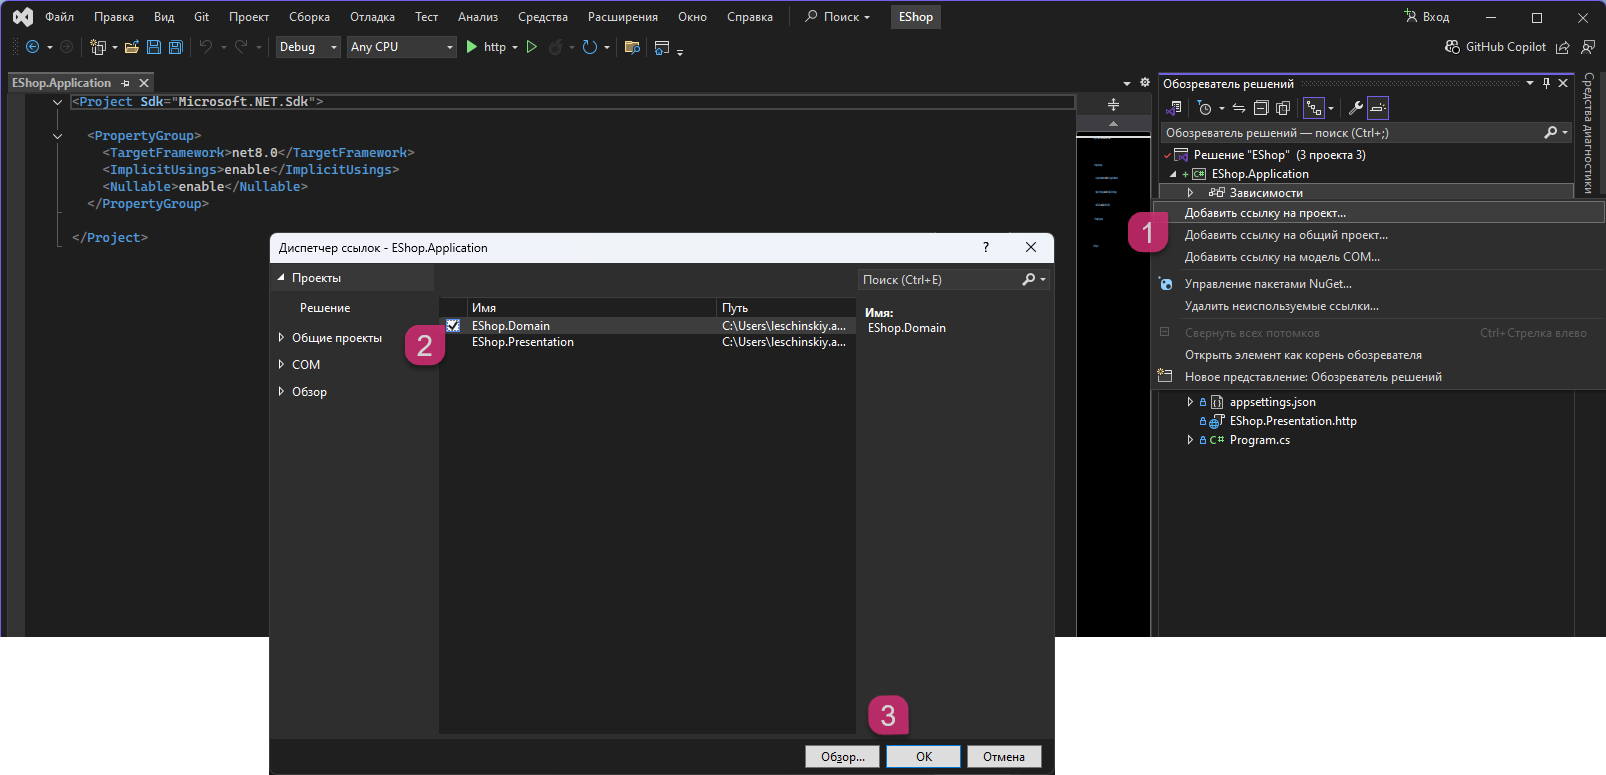 Файл Правка Вид Git Проект Сборка Отладка Тест Анализ Средства Расширения Окно Справка Поиск EShop Вход
Debug Any CPU http GitHub Copilot
EShop.Application
<Project Sdk="Microsoft.NET.Sdk">
<PropertyGroup>
<TargetFramework>net8.0</TargetFramework>
<ImplicitUsings>enable</ImplicitUsings>
<Nullable>enable</Nullable>
</PropertyGroup>
</Project>
Обозреватель решений
Обозреватель решений — поиск (Ctrl+;)
Решение "EShop" (3 проекта 3)
EShop.Application
Зависимости
Средства диагностики
1
Добавить ссылку на проект...
Добавить ссылку на общий проект...
Добавить ссылку на модель COM...
Управление пакетами NuGet...
Удалить неиспользуемые ссылки...
Свернуть всех потомков Ctrl+Стрелка влево
Открыть элемент как корень обозревателя
Новое представление: Обозреватель решений
appsettings.json
EShop.Presentation.http
Program.cs
Диспетчер ссылок - EShop.Application ?
Проекты
Решение
Общие проекты
COM
Обзор
Поиск (Ctrl+E)
Имя Путь
EShop.Domain C:\Users\leschinskiy.a...
EShop.Presentation C:\Users\leschinskiy.a...
Имя:
EShop.Domain
2
3
Обзор... OK Отмена